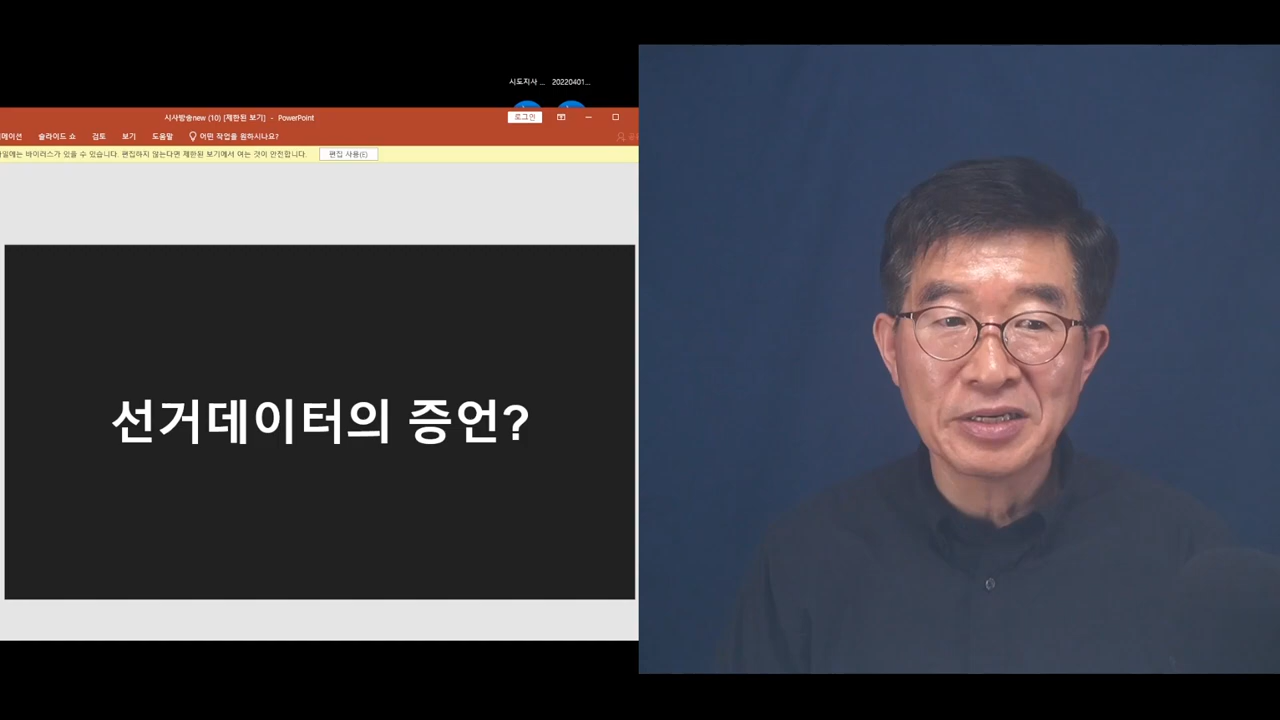 시도지사 ... 20220401...
시사방송new (10) [제한된 보기] - PowerPoint 로그인
메이션 슬라이드 쇼 검토 보기 도움말 어떤 작업을 원하시나요?
일에는 바이러스가 있을 수 있습니다. 편집하지 않는다면 제한된 보기에서 여는 것이 안전합니다. 편집 사용(E)
선거데이터의 증언?